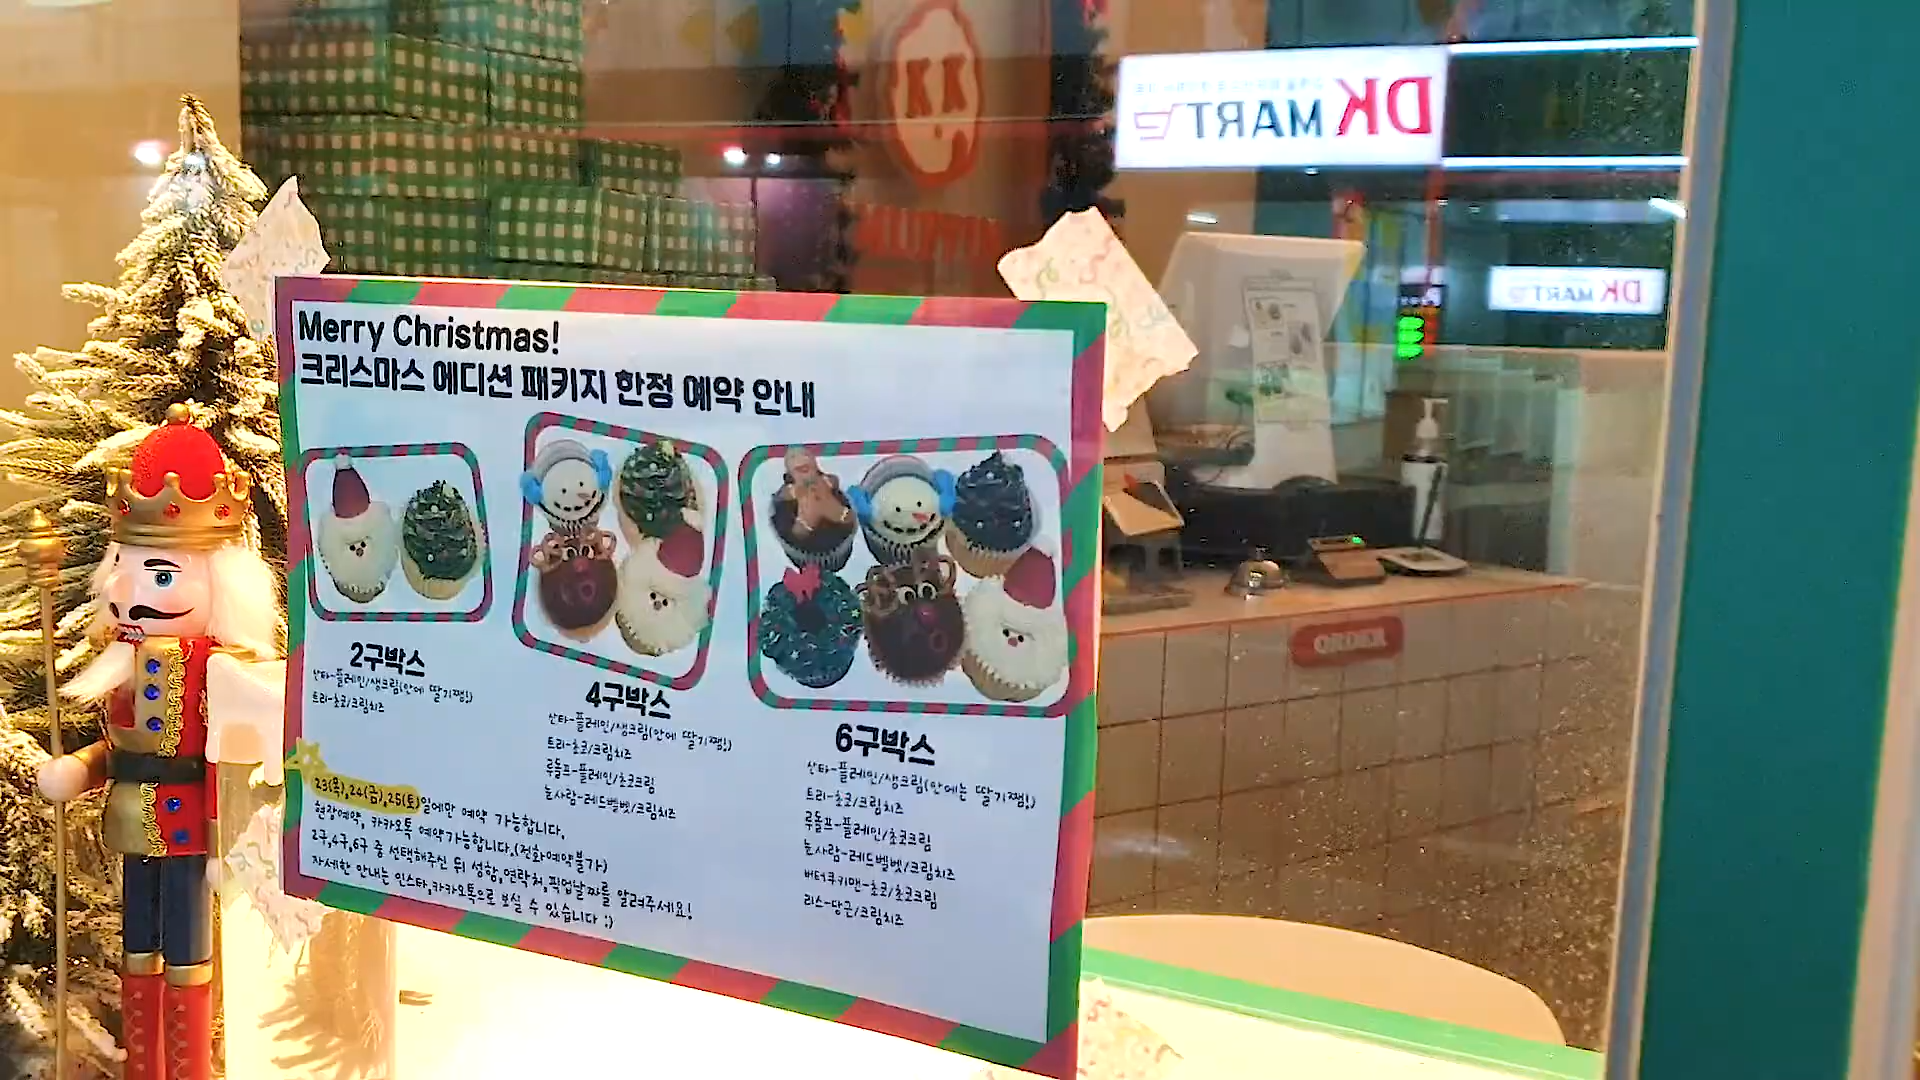 DK MART
DK MART
KK
ORDER
Merry Christmas!
크리스마스 에디션 패키지 한정 예약 안내
2구박스
산타-플레인/생크림(안에 딸기쨈!)
트리-초코/크림치즈
4구박스
산타-플레인/생크림(안에 딸기쨈!)
트리-초코/크림치즈
루돌프-플레인/초코크림
눈사람-레드벨벳/크림치즈
6구박스
산타-플레인/생크림(안에는 딸기쨈!)
트리-초코/크림치즈
루돌프-플레인/초코크림
눈사람-레드벨벳/크림치즈
버터쿠키맨-초코/초코크림
리스-당근/크림치즈
23(목),24(금),25(토)일에만 예약 가능합니다.
현장예약, 카카오톡 예약가능합니다.(전화예약불가)
2구,4구,6구 중 선택해주신 뒤 성함,연락처,픽업날짜를 알려주세요!
자세한 안내는 인스타,카카오톡으로 보실 수 있습니다 :)